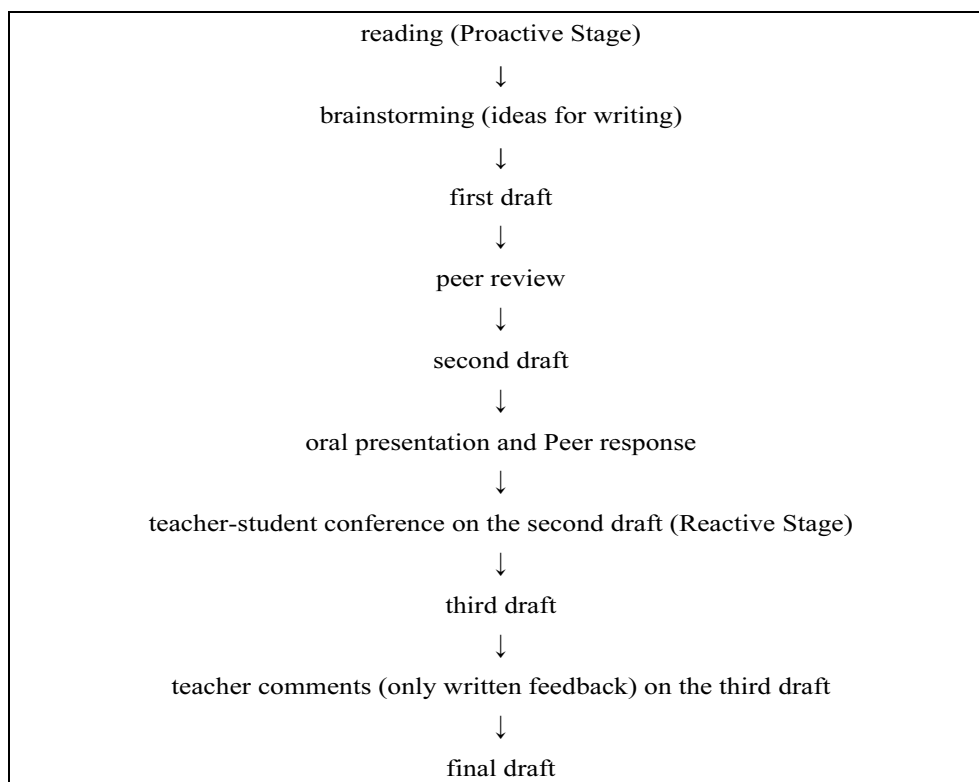 reading (Proactive Stage)
↓
brainstorming (ideas for writing)
↓
first draft
↓
peer review
↓
second draft
↓
oral presentation and Peer response
↓
teacher-student conference on the second draft (Reactive Stage)
↓
third draft
↓
teacher comments (only written feedback) on the third draft
↓
final draft